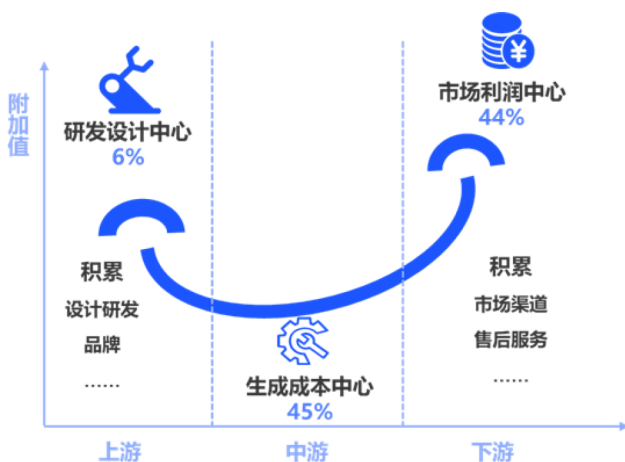 附加值
研发设计中心
6%
积累
设计研发
品牌
......
生成成本中心
45%
¥
市场利润中心
44%
积累
市场渠道
售后服务
......
上游
中游
下游